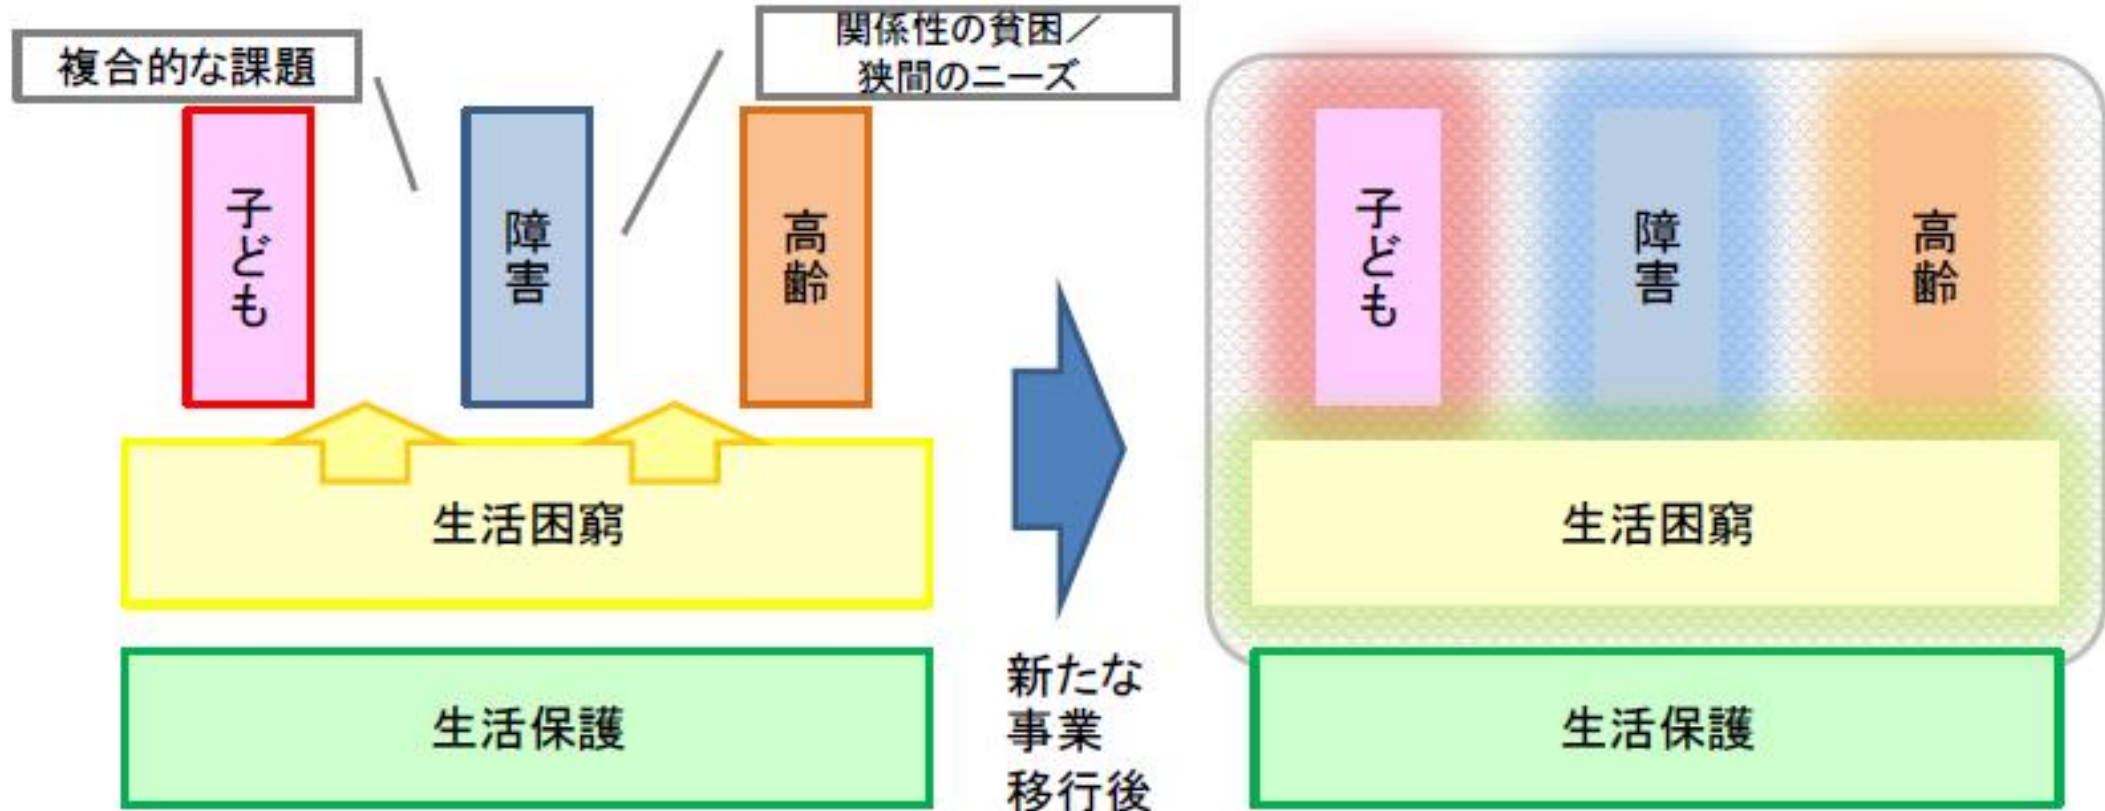 複合的な課題
関係性の貧困／
狭間のニーズ
子ども
障害
高齢
生活困窮
生活保護
新たな
事業
移行後
子ども
障害
高齢
生活困窮
生活保護